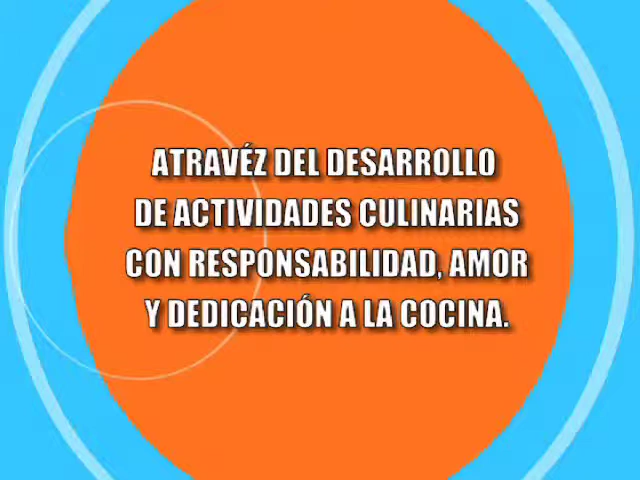 ATRAVÉZ DEL DESARROLLO
DE ACTIVIDADES CULINARIAS
CON RESPONSABILIDAD, AMOR
Y DEDICACIÓN A LA COCINA.